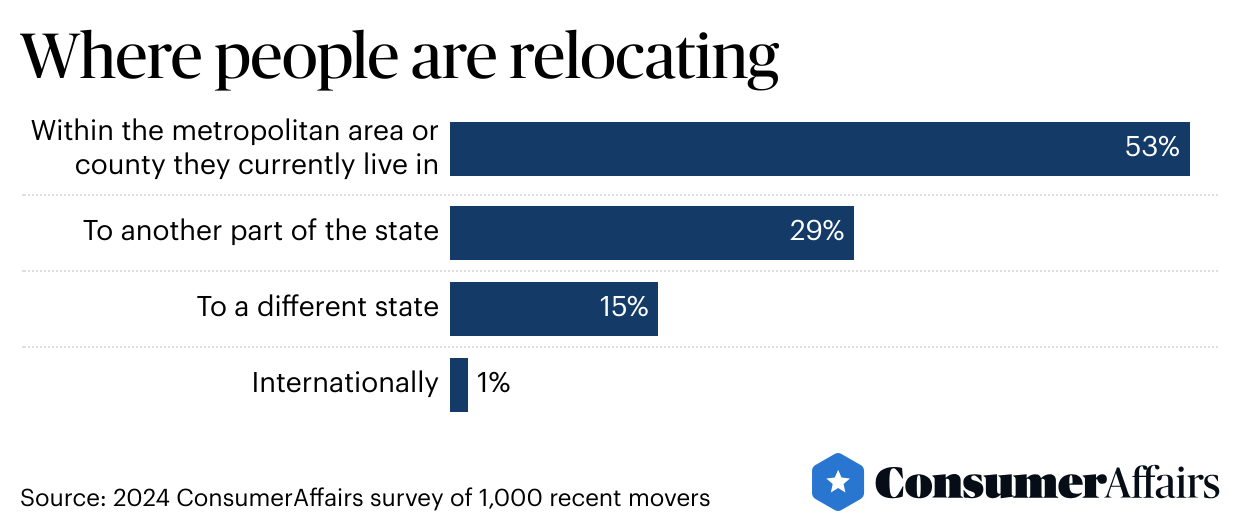 Where people are relocating
Within the metropolitan area or
county they currently live in
53%
To another part of the state
29%
To a different state
15%
Internationally
1%
Source: 2024 ConsumerAffairs survey of 1,000 recent movers
ConsumerAffairs